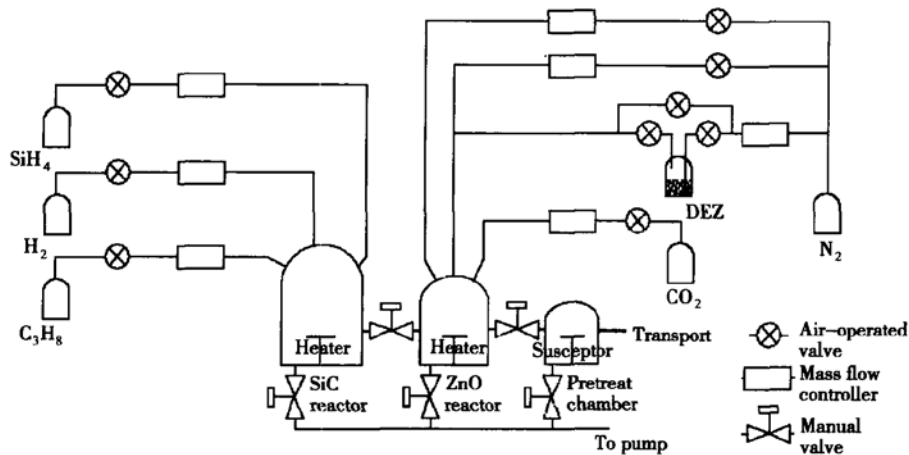 SiH4
H2
C3H8
DEZ
N2
CO2
Heater
Heater
Susceptor
Transport
SiC
reactor
ZnO
reactor
Pretreat
chamber
To pump
Air-operated
valve
Mass flow
controller
Manual
valve